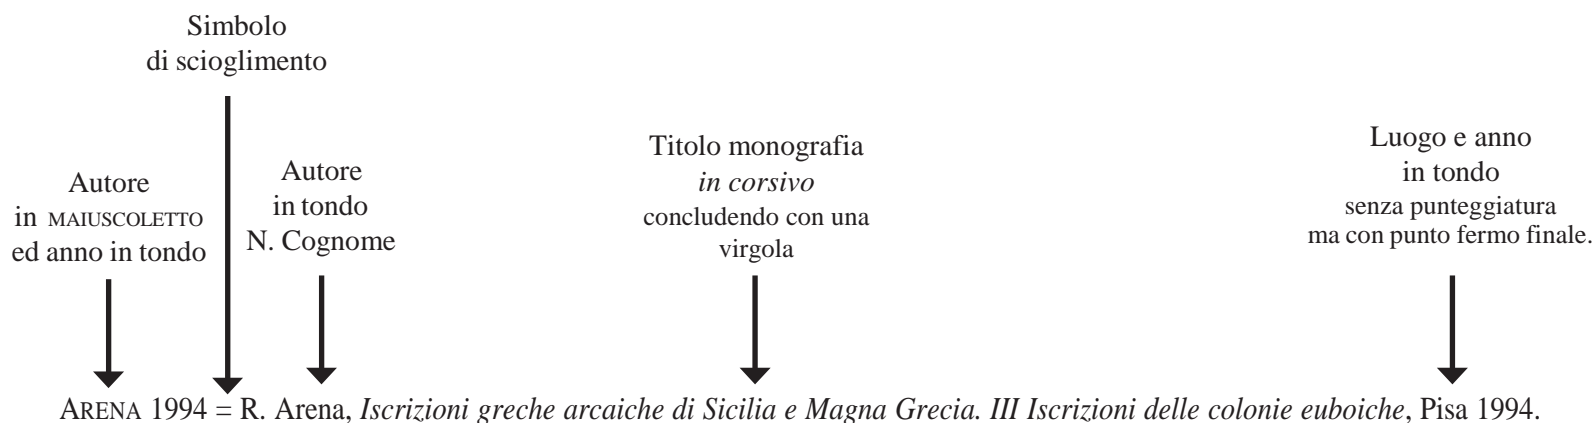 Simbolo
di scioglimento
Autore
in MAIUSCOLETTO
ed anno in tondo
Autore
in tondo
N. Cognome
Titolo monografia
in corsivo
concludendo con una
virgola
Luogo e anno
in tondo
senza punteggiatura
ma con punto fermo finale.
ARENA 1994 = R. Arena, Iscrizioni greche arcaiche di Sicilia e Magna Grecia. III Iscrizioni delle colonie euboiche, Pisa 1994.